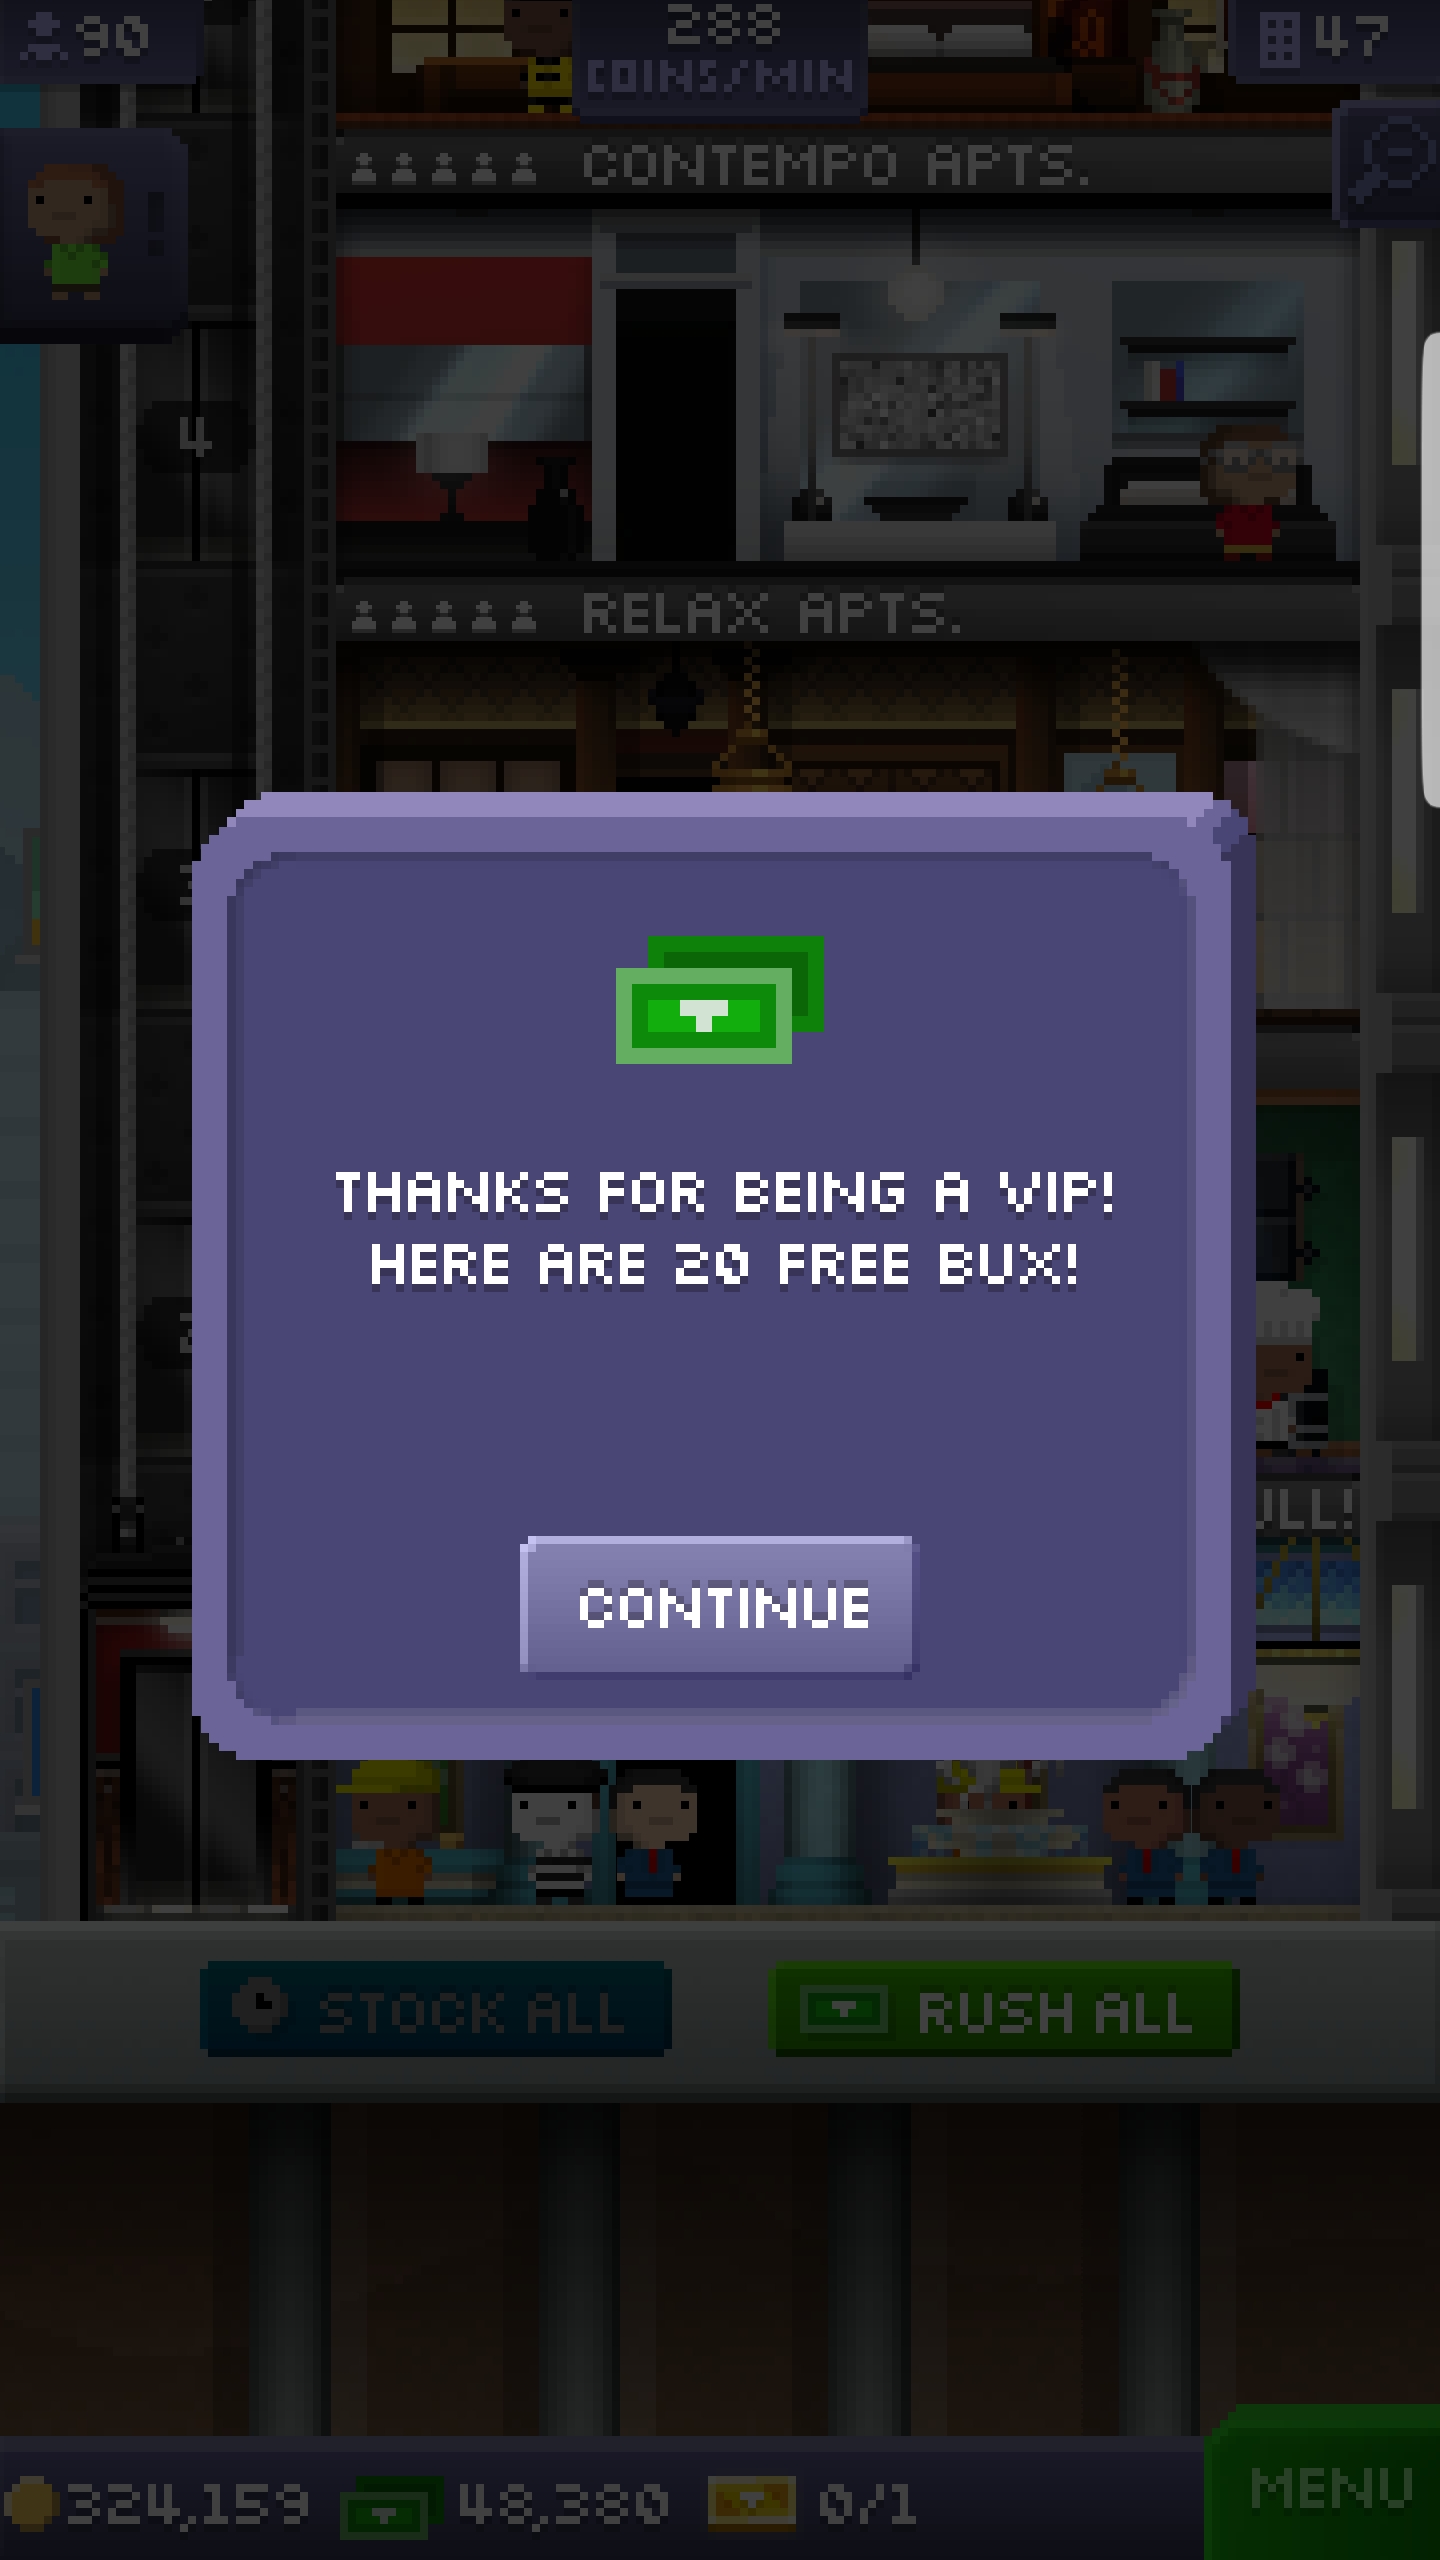 90
288
COINS/MIN
47
CONTEMPO APTS.
4
RELAX APTS.
THANKS FOR BEING A VIP!
HERE ARE 20 FREE BUX!
CONTINUE
STOCK ALL
RUSH ALL
324,159
48,380
0/1
MENU